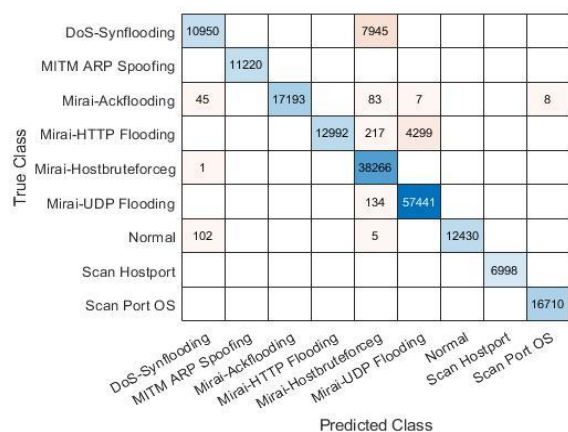 True Class
DoS-Synflooding 10950 7945
MITM ARP Spoofing 11220
Mirai-Ackflooding 45 17193 83 7 8
Mirai-HTTP Flooding 12992 217 4299
Mirai-Hostbruteforceg 1 38266
Mirai-UDP Flooding 134 57441
Normal 102 5 12430
Scan Hostport 6998
Scan Port OS 16710
DoS-Synflooding
MITM ARP Spoofing
Mirai-Ackflooding
Mirai-HTTP Flooding
Mirai-Hostbruteforceg
Mirai-UDP Flooding
Normal
Scan Hostport
Scan Port OS
Predicted Class